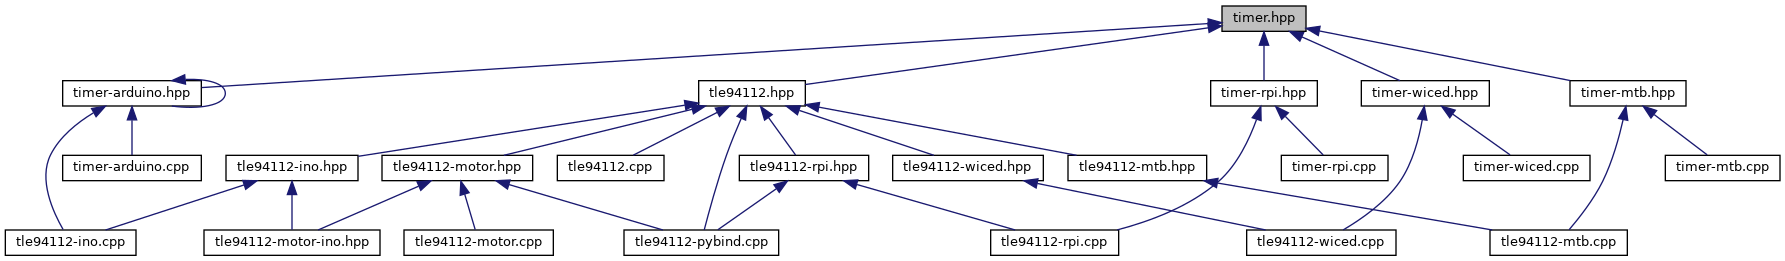 timer.hpp
timer-arduino.hpp
tle94112.hpp
timer-rpi.hpp
timer-wiced.hpp
timer-mtb.hpp
timer-arduino.cpp
tle94112-ino.hpp
tle94112-motor.hpp
tle94112.cpp
tle94112-rpi.hpp
tle94112-wiced.hpp
tle94112-mtb.hpp
timer-rpi.cpp
timer-wiced.cpp
timer-mtb.cpp
tle94112-ino.cpp
tle94112-motor-ino.hpp
tle94112-motor.cpp
tle94112-pybind.cpp
tle94112-rpi.cpp
tle94112-wiced.cpp
tle94112-mtb.cpp